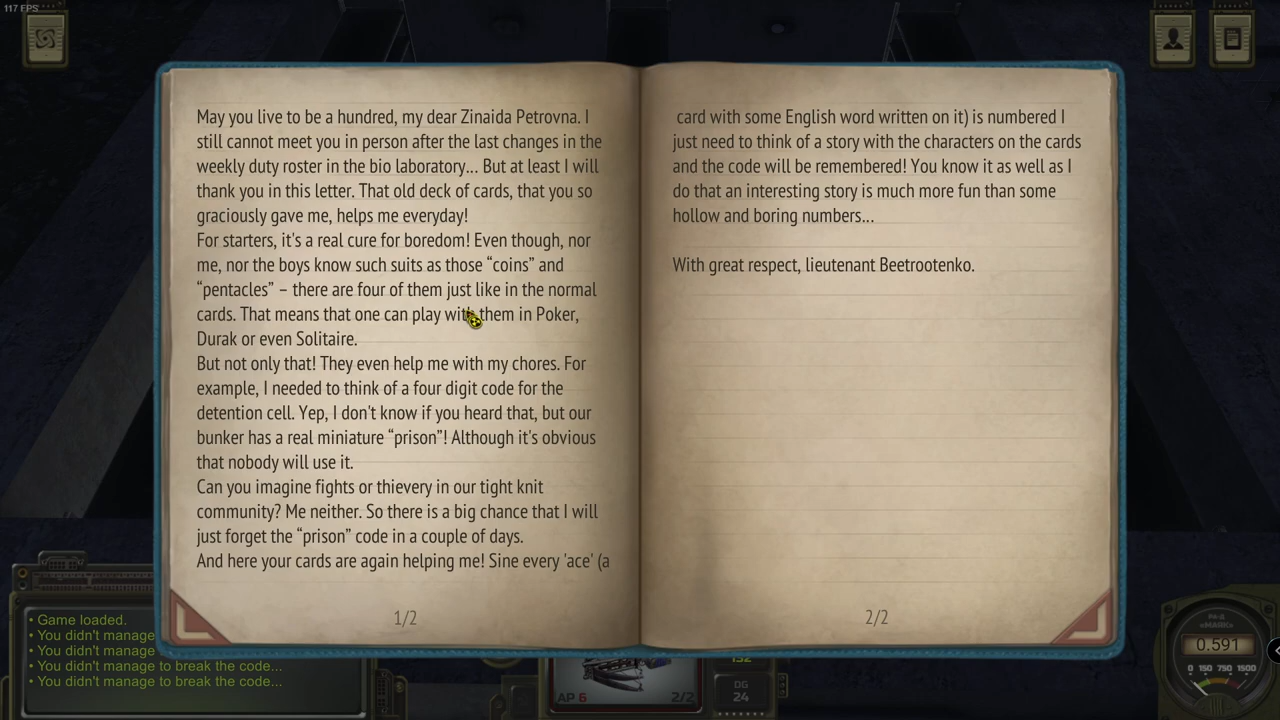 117 FPS
May you live to be a hundred, my dear Zinaida Petrovna. I
still cannot meet you in person after the last changes in the
weekly duty roster in the bio laboratory... But at least I will
thank you in this letter. That old deck of cards, that you so
graciously gave me, helps me everyday!
For starters, it's a real cure for boredom! Even though, nor
me, nor the boys know such suits as those “coins” and
“pentacles” – there are four of them just like in the normal
cards. That means that one can play with them in Poker,
Durak or even Solitaire.
But not only that! They even help me with my chores. For
example, I needed to think of a four digit code for the
detention cell. Yep, I don't know if you heard that, but our
bunker has a real miniature “prison”! Although it's obvious
that nobody will use it.
Can you imagine fights or thievery in our tight knit
community? Me neither. So there is a big chance that I will
just forget the “prison” code in a couple of days.
And here your cards are again helping me! Sine every 'ace' (a
1/2
card with some English word written on it) is numbered I
just need to think of a story with the characters on the cards
and the code will be remembered! You know it as well as I
do that an interesting story is much more fun than some
hollow and boring numbers...
With great respect, lieutenant Beetrootenko.
2/2
• Game loaded.
• You didn't manage
• You didn't manage
• You didn't manage to break the code...
• You didn't manage to break the code...
AP 6
2/2
DG
24
0.591
0 150 750 1500